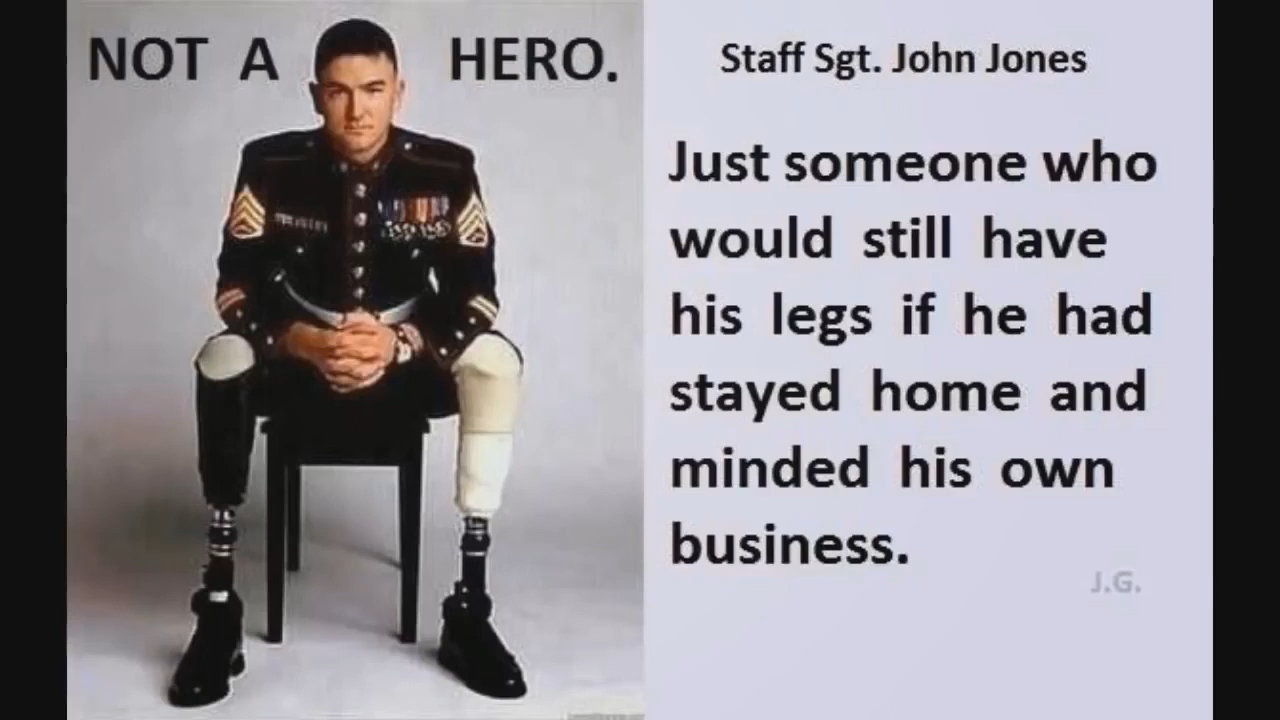 NOT A HERO.
Staff Sgt. John Jones
Just someone who
would still have
his legs if he had
stayed home and
minded his own
business.
J.G.